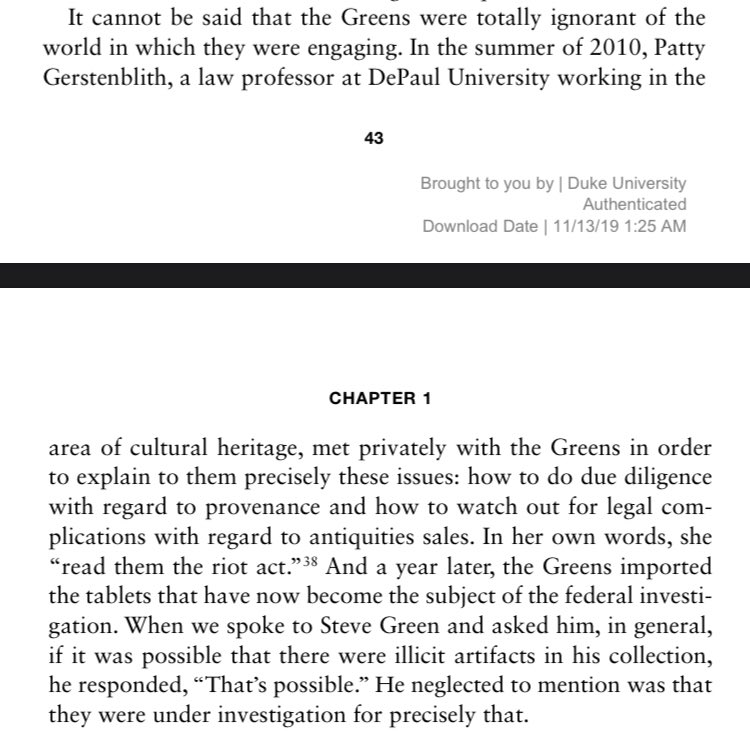 It cannot be said that the Greens were totally ignorant of the
world in which they were engaging. In the summer of 2010, Patty
Gerstenblith, a law professor at DePaul University working in the
43
Brought to you by | Duke University
Authenticated
Download Date | 11/13/19 1:25 AM
CHAPTER 1
area of cultural heritage, met privately with the Greens in order
to explain to them precisely these issues: how to do due diligence
with regard to provenance and how to watch out for legal com-
plications with regard to antiquities sales. In her own words, she
“read them the riot act.”³⁸ And a year later, the Greens imported
the tablets that have now become the subject of the federal investi-
gation. When we spoke to Steve Green and asked him, in general,
if it was possible that there were illicit artifacts in his collection,
he responded, “That’s possible.” He neglected to mention was that
they were under investigation for precisely that.